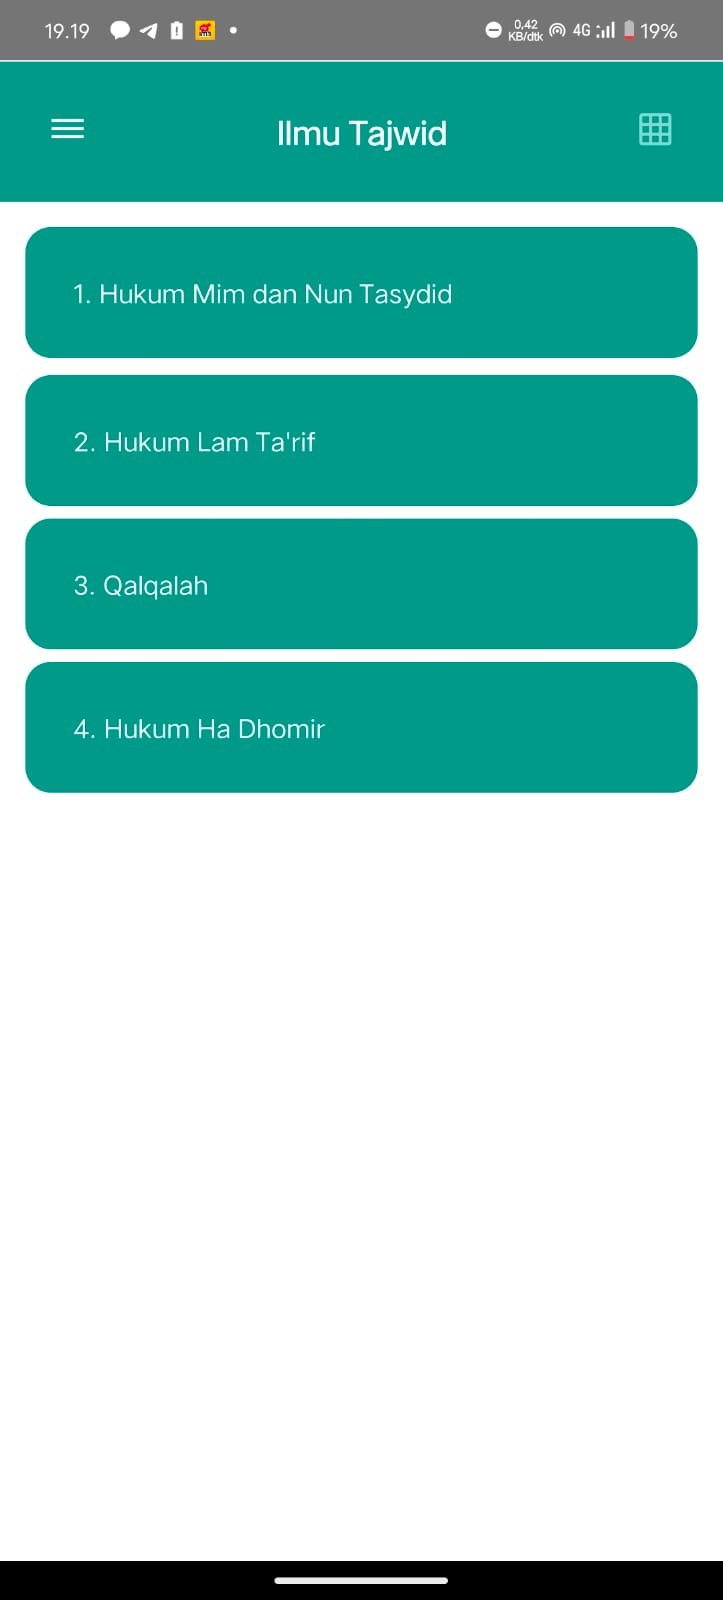 19.19
0,42
KB/dtk
4G
19%
Ilmu Tajwid
1. Hukum Mim dan Nun Tasydid
2. Hukum Lam Ta'rif
3. Qalqalah
4. Hukum Ha Dhomir